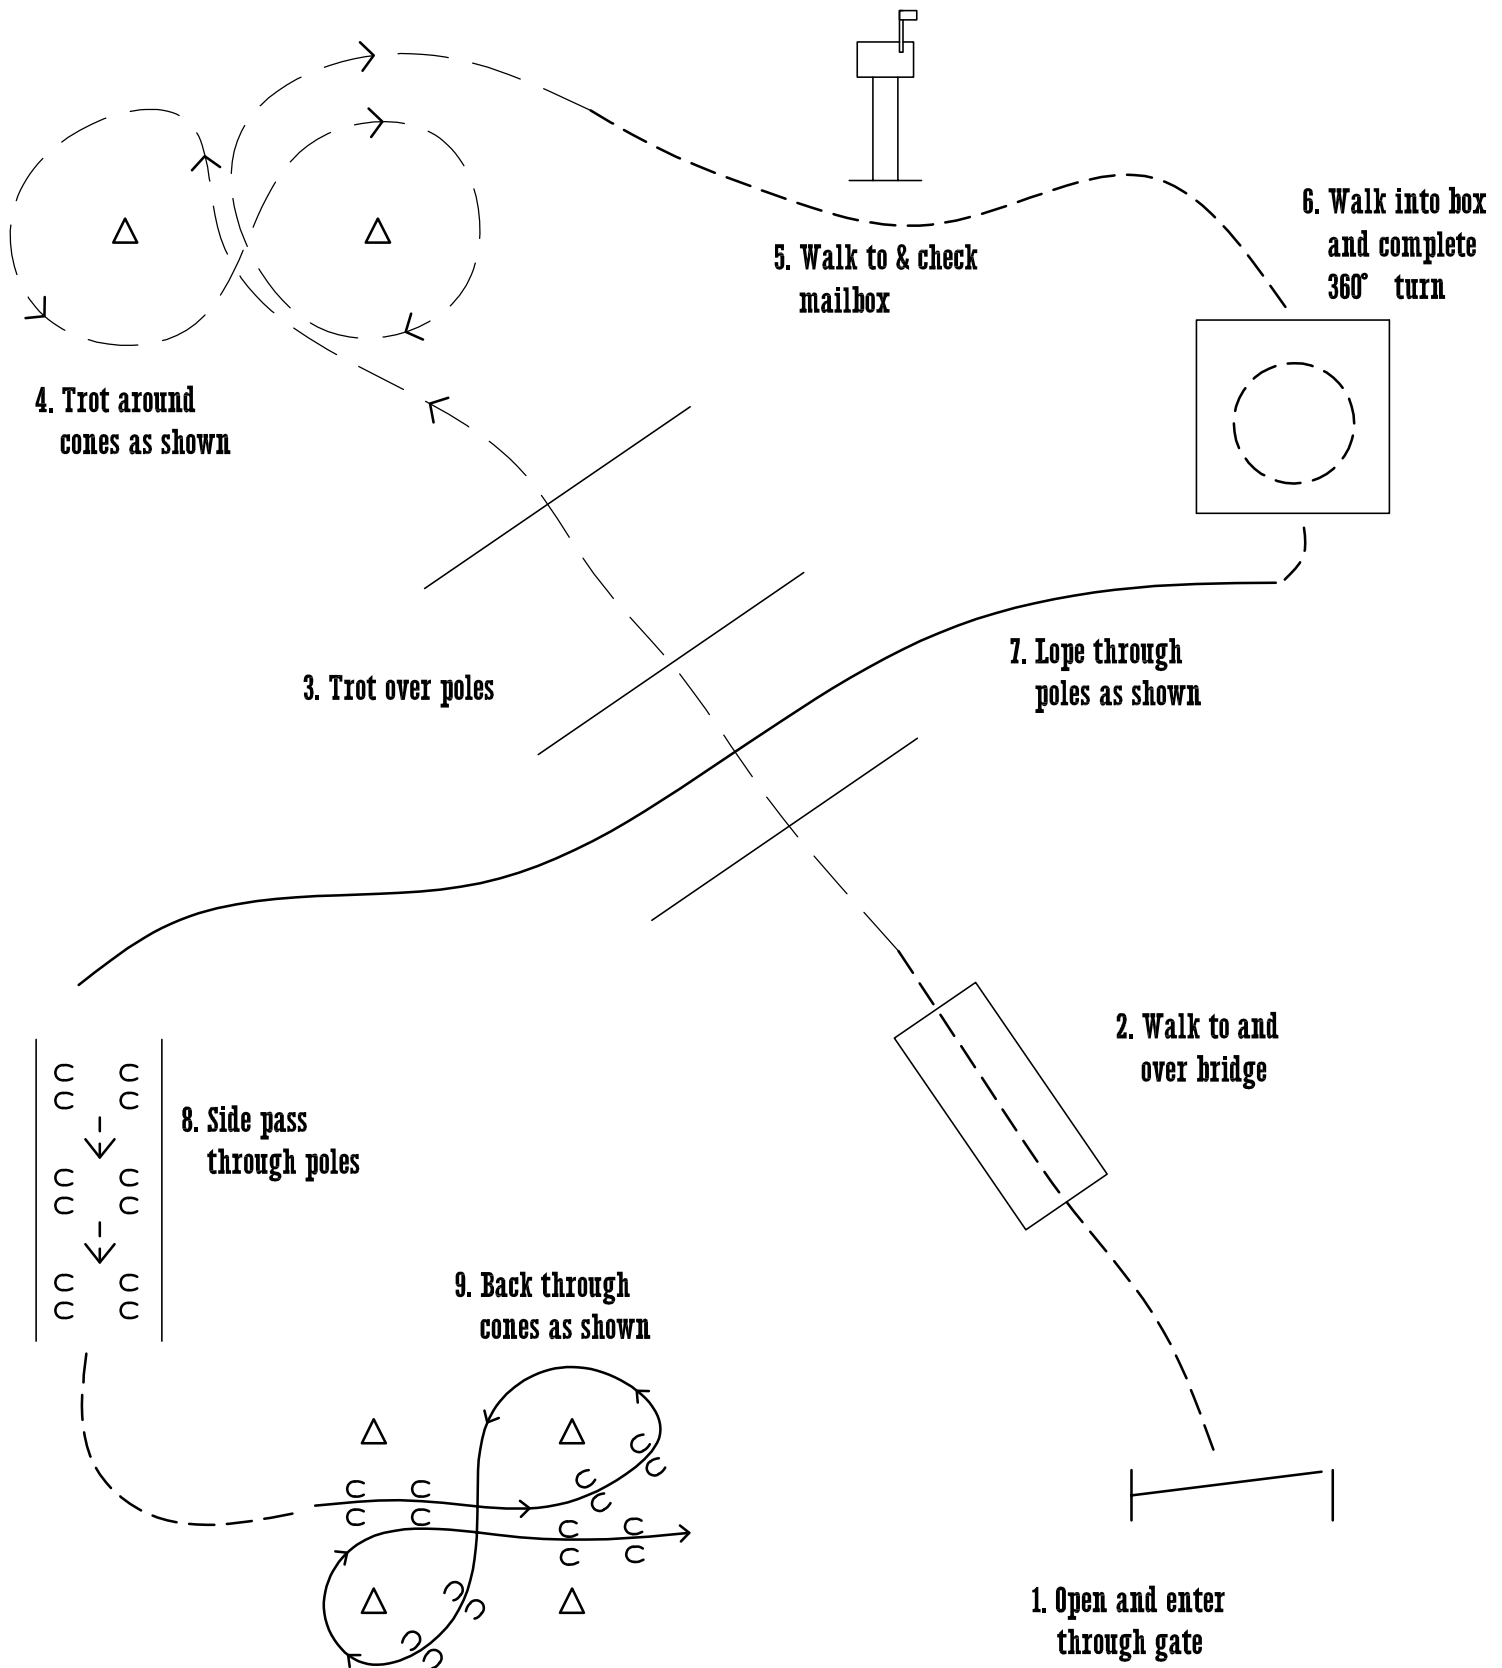 6. Walk into box
and complete
360° turn
5. Walk to & check
mailbox
4. Trot around
cones as shown
7. Lope through
poles as shown
3. Trot over poles
2. Walk to and
over bridge
8. Side pass
through poles
9. Back through
cones as shown
1. Open and enter
through gate